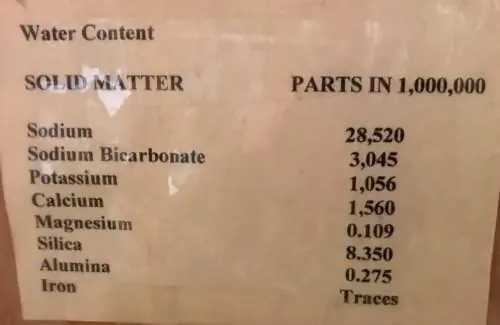 Water Content
SOLID MATTER PARTS IN 1,000,000
Sodium 28,520
Sodium Bicarbonate 3,045
Potassium 1,056
Calcium 1,560
Magnesium 0.109
Silica 8.350
Alumina 0.275
Iron Traces